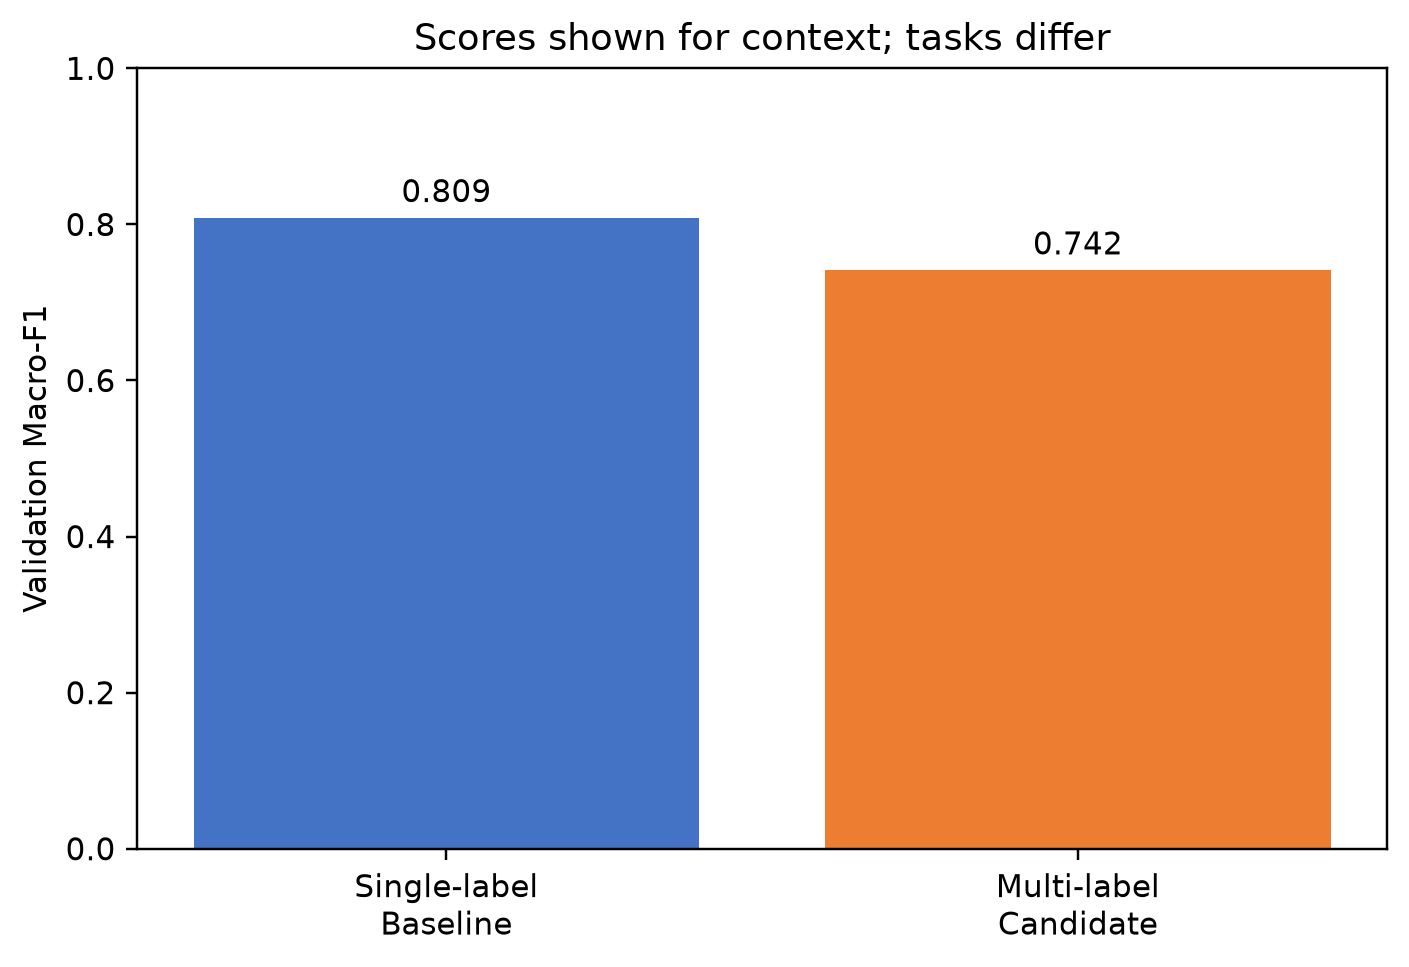 Scores shown for context; tasks differ
Validation Macro-F1
1.0
0.8
0.6
0.4
0.2
0.0
0.809
0.742
Single-label
Baseline
Multi-label
Candidate